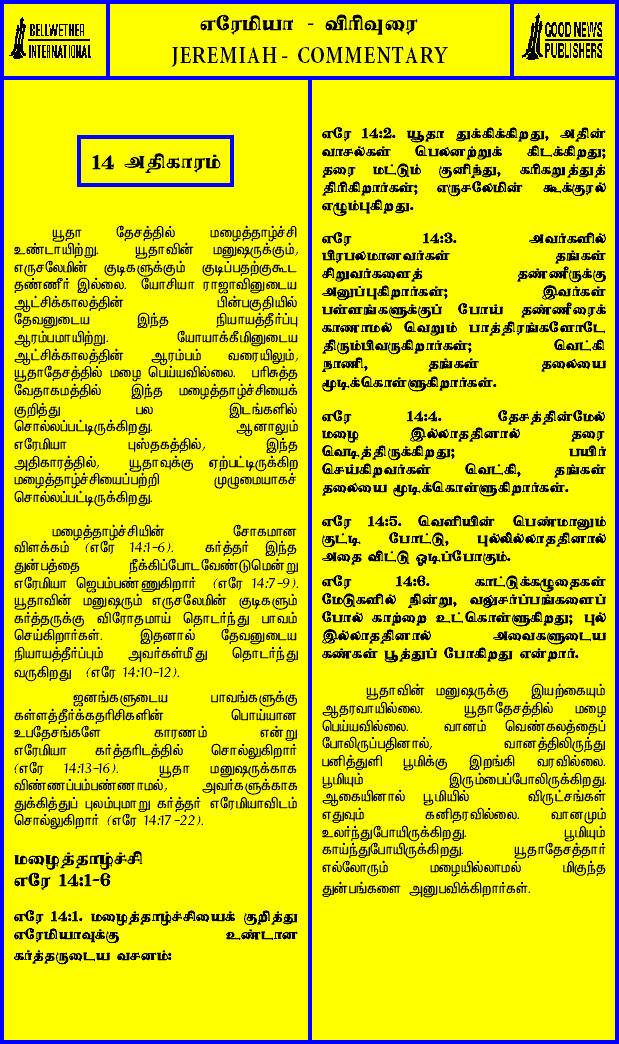 BELLWETHER
INTERNATIONAL
எரேமியா - விரிவுரை
JEREMIAH - COMMENTARY
GOOD NEWS
PUBLISHERS
14 அதிகாரம்
யூதா தேசத்தில் மழைத்தாழ்ச்சி
உண்டாயிற்று. யூதாவின் மனுஷருக்கும்,
எருசலேமின் குடிகளுக்கும் குடிப்பதற்குகூட
தண்ணீர் இல்லை. யோசியா ராஜாவினுடைய
ஆட்சிக்காலத்தின் பின்பகுதியில்
தேவனுடைய இந்த நியாயத்தீர்ப்பு
ஆரம்பமாயிற்று. யோயாக்கீமினுடைய
ஆட்சிக்காலத்தின் ஆரம்பம் வரையிலும்,
யூதாதேசத்தில் மழை பெய்யவில்லை. பரிசுத்த
வேதாகமத்தில் இந்த மழைத்தாழ்ச்சியைக்
குறித்து பல இடங்களில்
சொல்லப்பட்டிருக்கிறது. ஆனாலும்
எரேமியா புஸ்தகத்தில், இந்த
அதிகாரத்தில், யூதாவுக்கு ஏற்பட்டிருக்கிற
மழைத்தாழ்ச்சியைப்பற்றி முழுமையாகச்
சொல்லப்பட்டிருக்கிறது.
மழைத்தாழ்ச்சியின் சோகமான
விளக்கம் (எரே 14:1-6). கர்த்தர் இந்த
துன்பத்தை நீக்கிப்போடவேண்டுமென்று
எரேமியா ஜெபம்பண்ணுகிறார் (எரே 14:7-9).
யூதாவின் மனுஷரும் எருசலேமின் குடிகளும்
கர்த்தருக்கு விரோதமாய் தொடர்ந்து பாவம்
செய்கிறார்கள். இதனால் தேவனுடைய
நியாயத்தீர்ப்பும் அவர்கள்மீது தொடர்ந்து
வருகிறது (எரே 14:10-12).
ஜனங்களுடைய பாவங்களுக்கு
கள்ளத்தீர்க்கதரிசிகளின் பொய்யான
உபதேசங்களே காரணம் என்று
எரேமியா கர்த்தரிடத்தில் சொல்லுகிறார்
(எரே 14:13-16). யூதா மனுஷருக்காக
விண்ணப்பம்பண்ணாமல், அவர்களுக்காக
துக்கித்துப் புலம்புமாறு கர்த்தர் எரேமியாவிடம்
சொல்லுகிறார் (எரே 14:17-22).
மழைத்தாழ்ச்சி
எரே 14:1-6
எரே 14:1. மழைத்தாழ்ச்சியைக் குறித்து
எரேமியாவுக்கு உண்டான
கர்த்தருடைய வசனம்:
எரே 14:2. யூதா துக்கிக்கிறது, அதின்
வாசல்கள் பெலனற்றுக் கிடக்கிறது;
தரை மட்டும் குனிந்து, கரிகறுத்துத்
திரிகிறார்கள்; எருசலேமின் கூக்குரல்
எழும்புகிறது.
எரே 14:3. அவர்களில்
பிரபலமானவர்கள் தங்கள்
சிறுவர்களைத் தண்ணீருக்கு
அனுப்புகிறார்கள்; இவர்கள்
பள்ளங்களுக்குப் போய் தண்ணீரைக்
காணாமல் வெறும் பாத்திரங்களோடே
திரும்பிவருகிறார்கள்; வெட்கி
நாணி, தங்கள் தலையை
மூடிக்கொள்ளுகிறார்கள்.
எரே 14:4. தேசத்தின்மேல்
மழை இல்லாததினால் தரை
வெடித்திருக்கிறது; பயிர்
செய்கிறவர்கள் வெட்கி, தங்கள்
தலையை மூடிக்கொள்ளுகிறார்கள்.
எரே 14:5. வெளியின் பெண்மானும்
குட்டி போட்டு, புல்லில்லாததினால்
அதை விட்டு ஓடிப்போகும்.
எரே 14:6. காட்டுக்கழுதைகள்
மேடுகளில் நின்று, வலுசர்ப்பங்களைப்
போல் காற்றை உட்கொள்ளுகிறது; புல்
இல்லாததினால் அவைகளுடைய
கண்கள் பூத்துப் போகிறது என்றார்.
யூதாவின் மனுஷருக்கு இயற்கையும்
ஆதரவாயில்லை. யூதாதேசத்தில் மழை
பெய்யவில்லை. வானம் வெண்கலத்தைப்
போலிருப்பதினால், வானத்திலிருந்து
பனித்துளி பூமிக்கு இறங்கி வரவில்லை.
பூமியும் இரும்பைப்போலிருக்கிறது.
ஆகையினால் பூமியில் விருட்சங்கள்
எதுவும் கனிதரவில்லை. வானமும்
உலர்ந்துபோயிருக்கிறது. பூமியும்
காய்ந்துபோயிருக்கிறது. யூதாதேசத்தார்
எல்லோரும் மழையில்லாமல் மிகுந்த
துன்பங்களை அனுபவிக்கிறார்கள்.